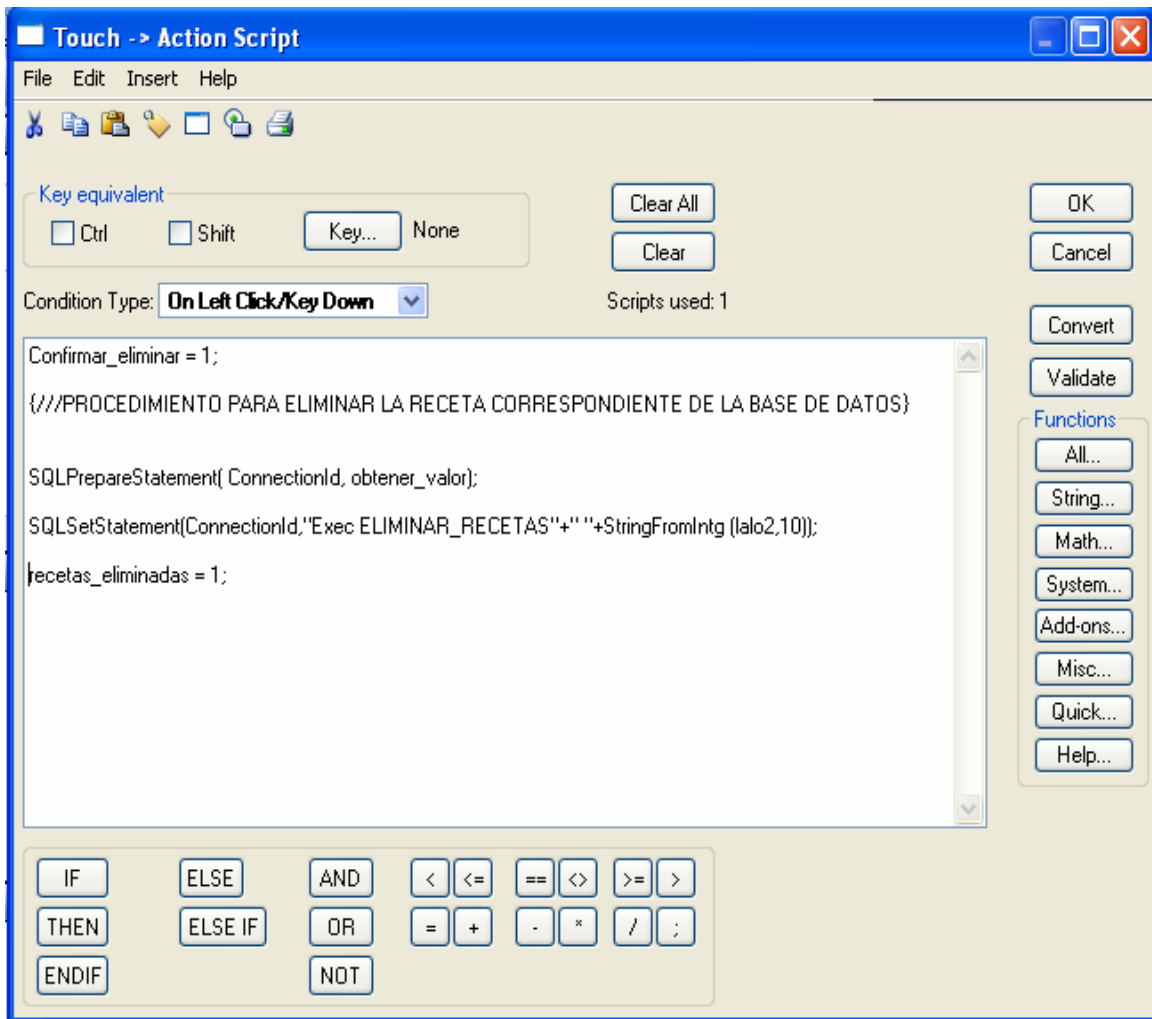 Touch -> Action Script
File Edit Insert Help
Key equivalent
Ctrl Shift Key... None
Clear All
Clear
OK
Cancel
Condition Type: On Left Click/Key Down
Scripts used: 1
Convert
Validate
Confirmar_eliminar = 1;
{///PROCEDIMIENTO PARA ELIMINAR LA RECETA CORRESPONDIENTE DE LA BASE DE DATOS}
SQLPrepareStatement( ConnectionId, obtener_valor);
SQLSetStatement(ConnectionId,"Exec ELIMINAR_RECETAS"+" "+StringFromIntg (lalo2,10));
recetas_eliminadas = 1;
Functions
All...
String...
Math...
System...
Add-ons...
Misc...
Quick...
Help...
IF ELSE AND < <= == <> >= >
THEN ELSE IF OR = + - * / ;
ENDIF NOT